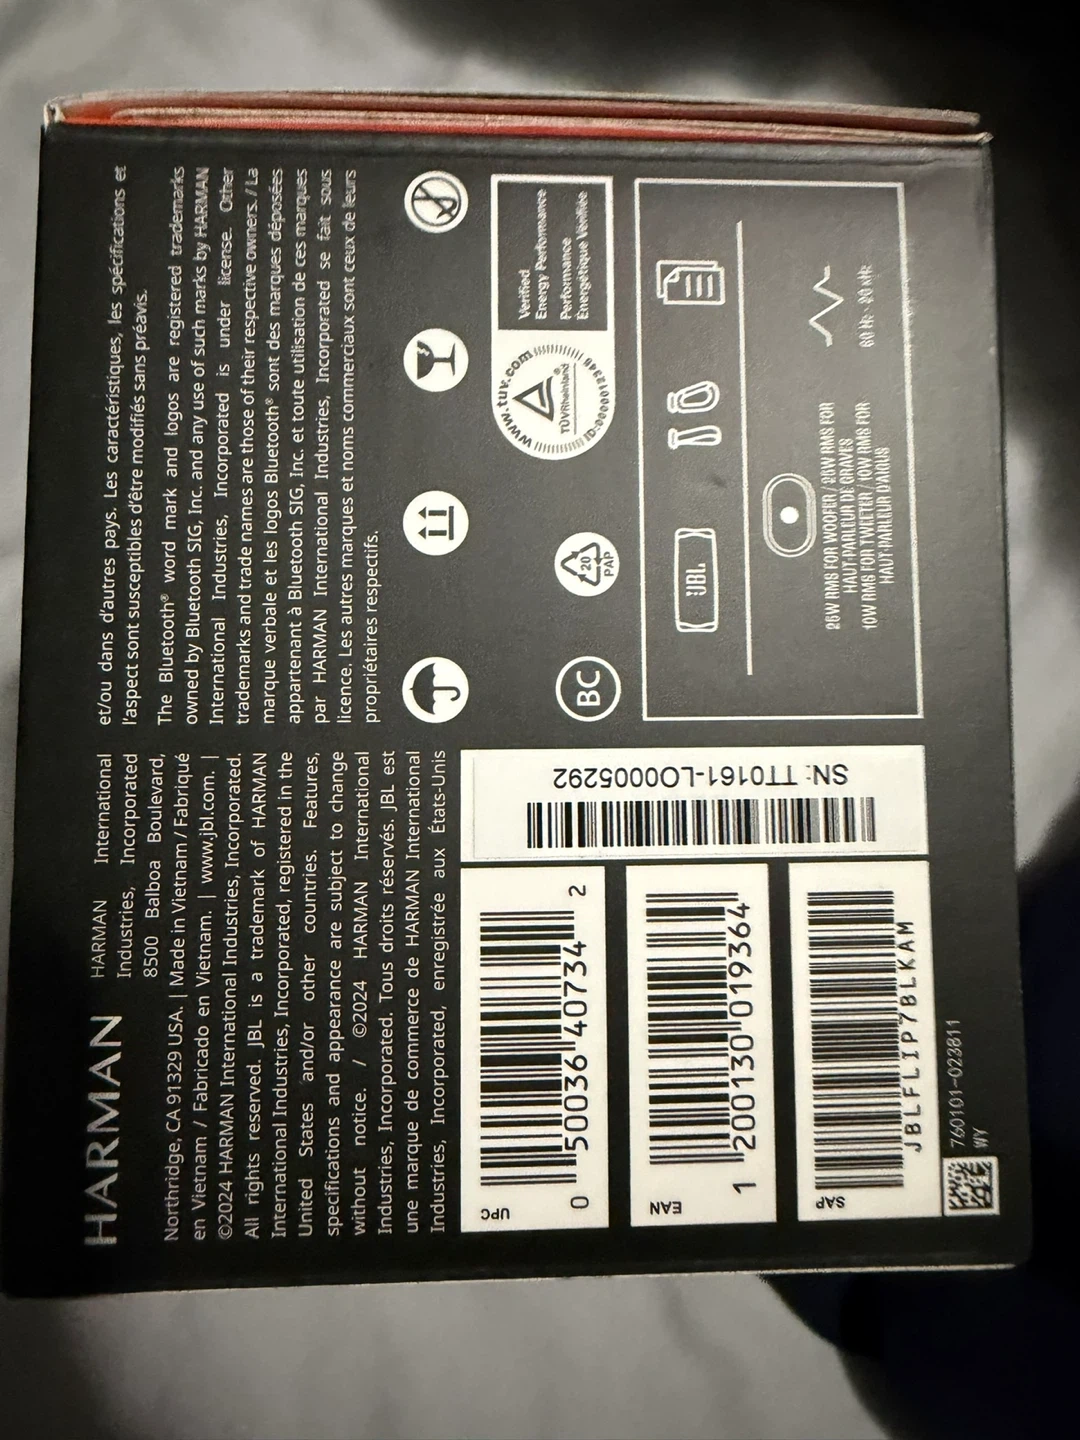 HARMAN
HARMAN International
Industries, Incorporated
8500 Balboa Boulevard,
Northridge, CA 91329 USA. | Made in Vietnam / Fabriqué
en Vietnam / Fabricado en Vietnam. | www.jbl.com. |
©2024 HARMAN International Industries, Incorporated.
All rights reserved. JBL is a trademark of HARMAN
International Industries, Incorporated, registered in the
United States and/or other countries. Features,
specifications and appearance are subject to change
without notice. / ©2024 HARMAN International
Industries, Incorporated. Tous droits réservés. JBL est
une marque de commerce de HARMAN International
Industries, Incorporated, enregistrée aux États-Unis
et/ou dans d'autres pays. Les caractéristiques, les spécifications et
l'aspect sont susceptibles d'être modifiés sans préavis.
The Bluetooth® word mark and logos are registered trademarks
owned by Bluetooth SIG, Inc. and any use of such marks by HARMAN
International Industries, Incorporated is under license. Other
trademarks and trade names are those of their respective owners. / La
marque verbale et les logos Bluetooth® sont des marques déposées
appartenant à Bluetooth SIG, Inc. et toute utilisation de ces marques
par HARMAN International Industries, Incorporated se fait sous
licence. Les autres marques et noms commerciaux sont ceux de leurs
propriétaires respectifs.
BC
20
PAP
www.tuv.com
TÜVRheinland®
ID:0000012346
Verified
Energy Performance
Performance
Energétique Vérifiée
UPC
0 50036 40734 2
EAN
1 200130 019364
SAP
JBLFLIP7BLKAM
SN: TT0161-LO0005292
JBL
25W RMS FOR WOOFER / 25W RMS FOR
HAUT-PARLEUR DE GRAVES
10W RMS FOR TWEETER / 10W RMS FOR
HAUT-PARLEUR D'AIGUS
60 Hz - 20 kHz
760101-023811
WY